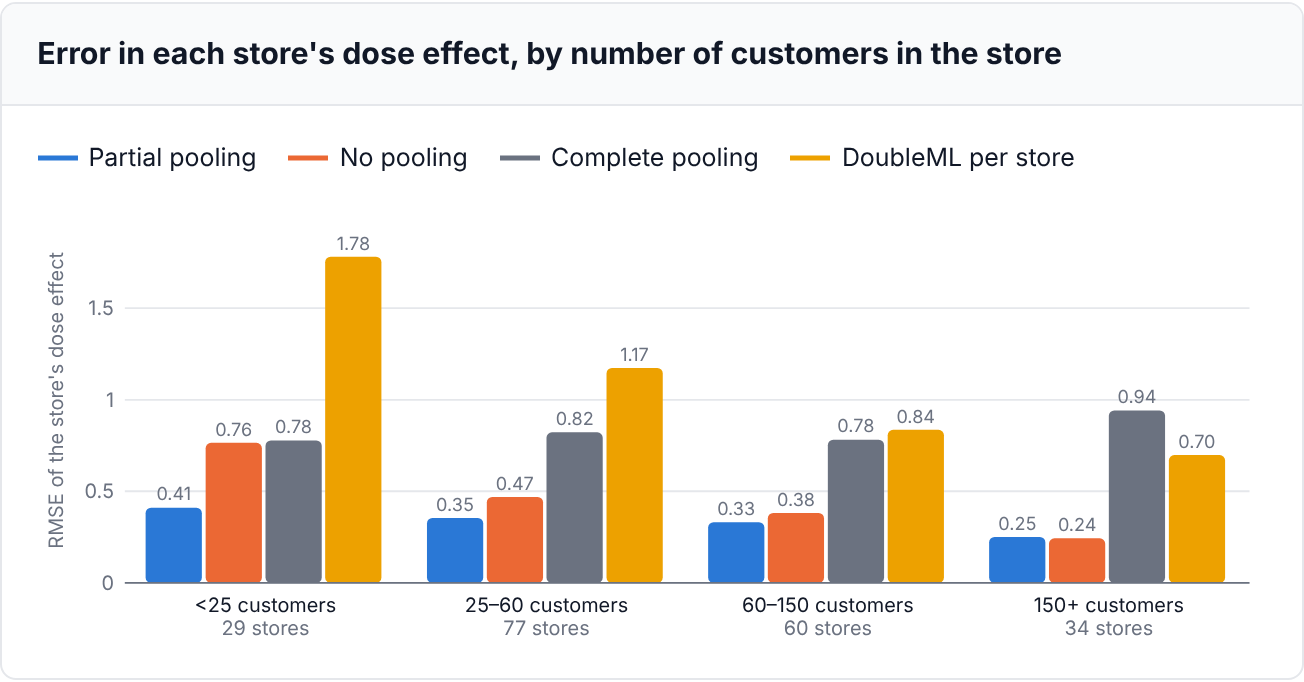 Error in each store's dose effect, by number of customers in the store
Partial pooling
No pooling
Complete pooling
DoubleML per store
RMSE of the store's dose effect
1.5
1
0.5
0
0.41
0.76
0.78
1.78
0.35
0.47
0.82
1.17
0.33
0.38
0.78
0.84
0.25
0.24
0.94
0.70
<25 customers
29 stores
25–60 customers
77 stores
60–150 customers
60 stores
150+ customers
34 stores